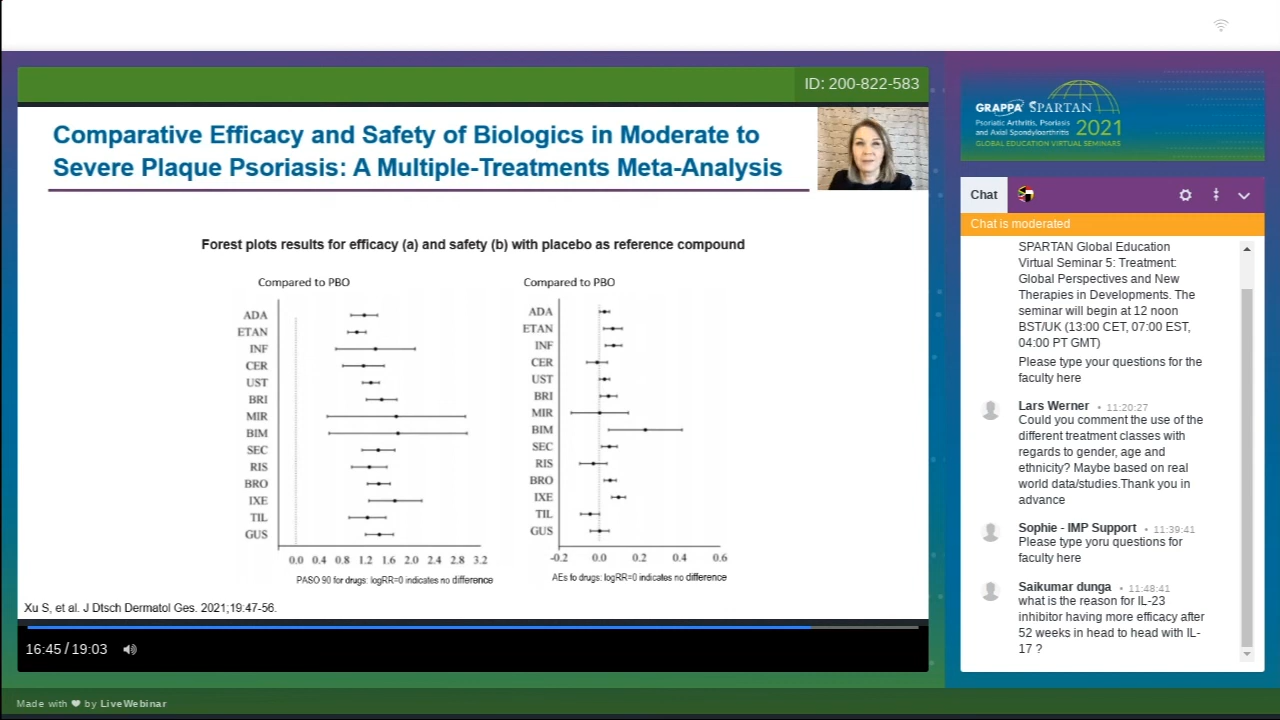 ID: 200-822-583
Comparative Efficacy and Safety of Biologics in Moderate to
Severe Plaque Psoriasis: A Multiple-Treatments Meta-Analysis
Forest plots results for efficacy (a) and safety (b) with placebo as reference compound
Compared to PBO
ADA
ETAN
INF
CER
UST
BRI
MIR
BIM
SEC
RIS
BRO
IXE
TIL
GUS
0.0 0.4 0.8 1.2 1.6 2.0 2.4 2.8 3.2
PASO 90 for drugs: logRR=0 indicates no difference
Compared to PBO
ADA
ETAN
INF
CER
UST
BRI
MIR
BIM
SEC
RIS
BRO
IXE
TIL
GUS
-0.2 0.0 0.2 0.4 0.6
AEs fo drugs: logRR=0 indicates no difference
Xu S, et al. J Dtsch Dermatol Ges. 2021;19.47-56.
16:45 / 19:03
GRAPPA SPARTAN
Psoriatic Arthritis, Psoriasis
and Axial Spondyloarthritis 2021
GLOBAL EDUCATION VIRTUAL SEMINARS
Chat
Chat is moderated
SPARTAN Global Education
Virtual Seminar 5: Treatment:
Global Perspectives and New
Therapies in Developments. The
seminar will begin at 12 noon
BST/UK (13:00 CET, 07:00 EST,
04:00 PT GMT)
Please type your questions for the
faculty here
Lars Werner • 11:20:27
Could you comment the use of the
different treatment classes with
regards to gender, age and
ethnicity? Maybe based on real
world data/studies.Thank you in
advance
Sophie - IMP Support • 11:39:41
Please type yoru questions for
faculty here
Saikumar dunga • 11:48:41
what is the reason for IL-23
inhibitor having more efficacy after
52 weeks in head to head with IL-
17 ?
Made with ❤ by LiveWebinar